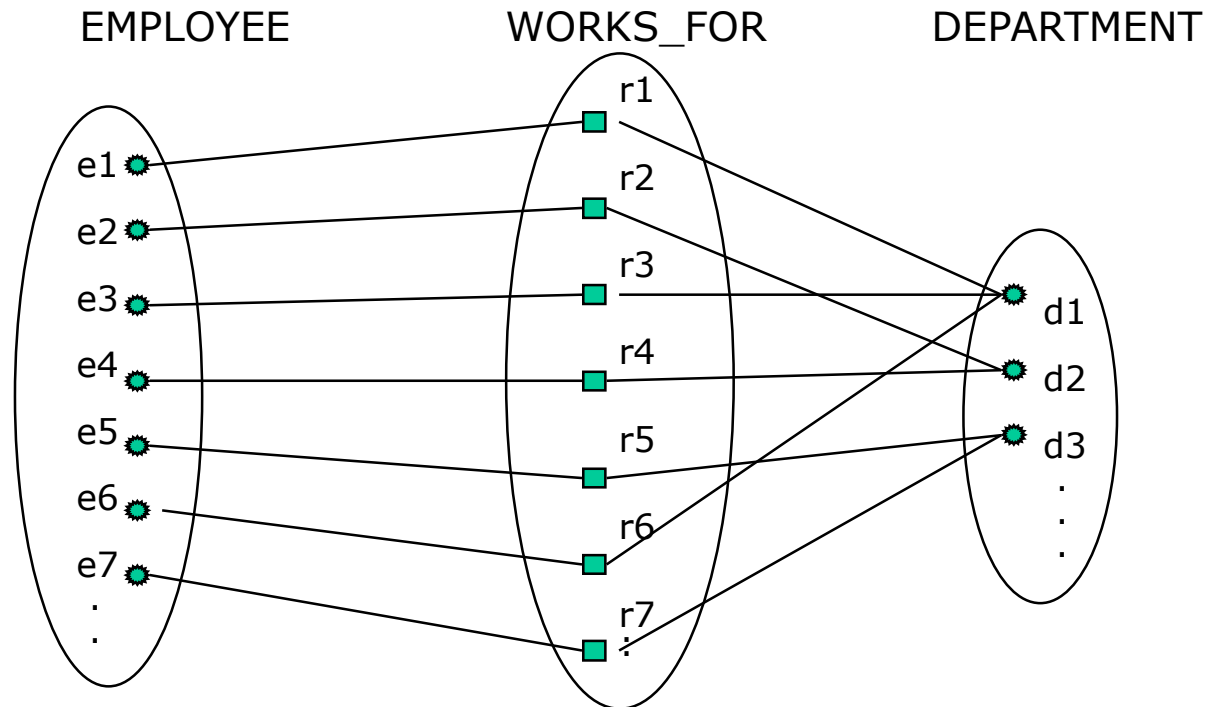 EMPLOYEE
WORKS_FOR
DEPARTMENT
e1
e2
e3
e4
e5
e6
e7
.
.
r1
r2
r3
r4
r5
r6
r7
:
d1
d2
d3
.
.
.